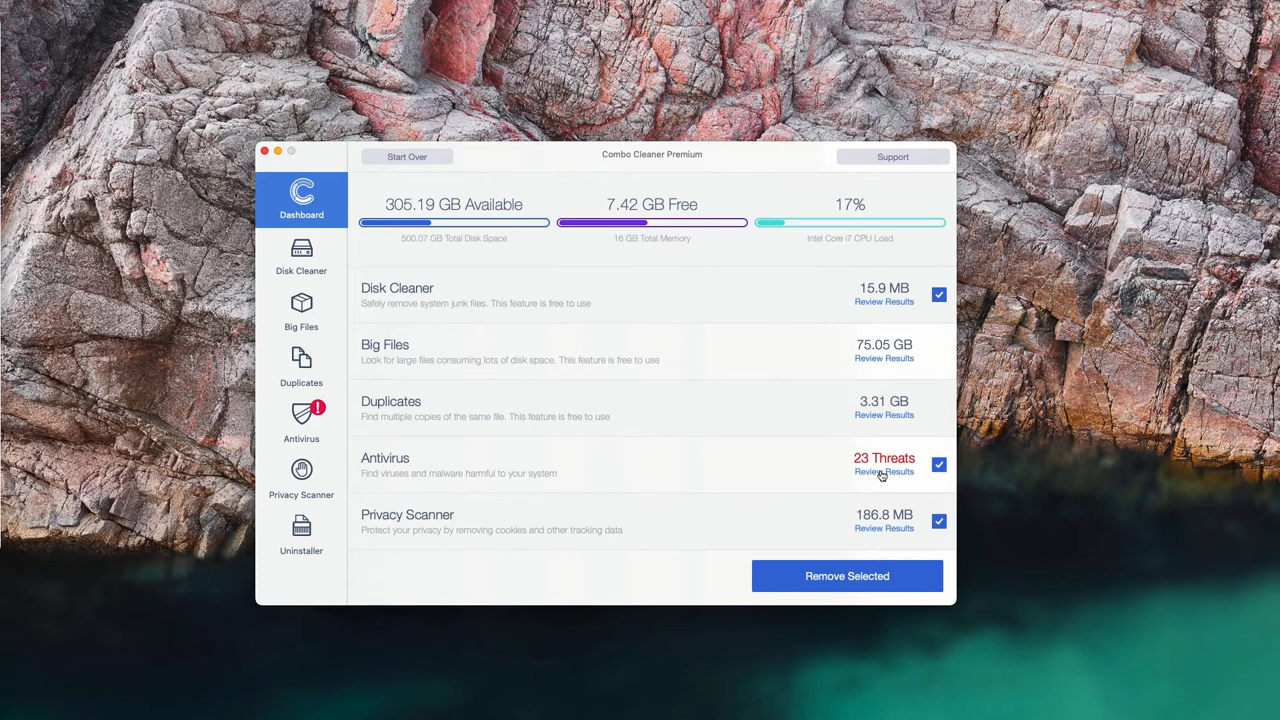 Start Over
Combo Cleaner Premium
Support
Dashboard
Disk Cleaner
Big Files
Duplicates
Antivirus
Privacy Scanner
Uninstaller
305.19 GB Available
500.07 GB Total Disk Space
7.42 GB Free
16 GB Total Memory
17%
Intel Core i7 CPU Load
Disk Cleaner
Safely remove system junk files. This feature is free to use
15.9 MB
Review Results
Big Files
Look for large files consuming lots of disk space. This feature is free to use
75.05 GB
Review Results
Duplicates
Find multiple copies of the same file. This feature is free to use
3.31 GB
Review Results
Antivirus
Find viruses and malware harmful to your system
23 Threats
Review Results
Privacy Scanner
Protect your privacy by removing cookies and other tracking data
186.8 MB
Review Results
Remove Selected